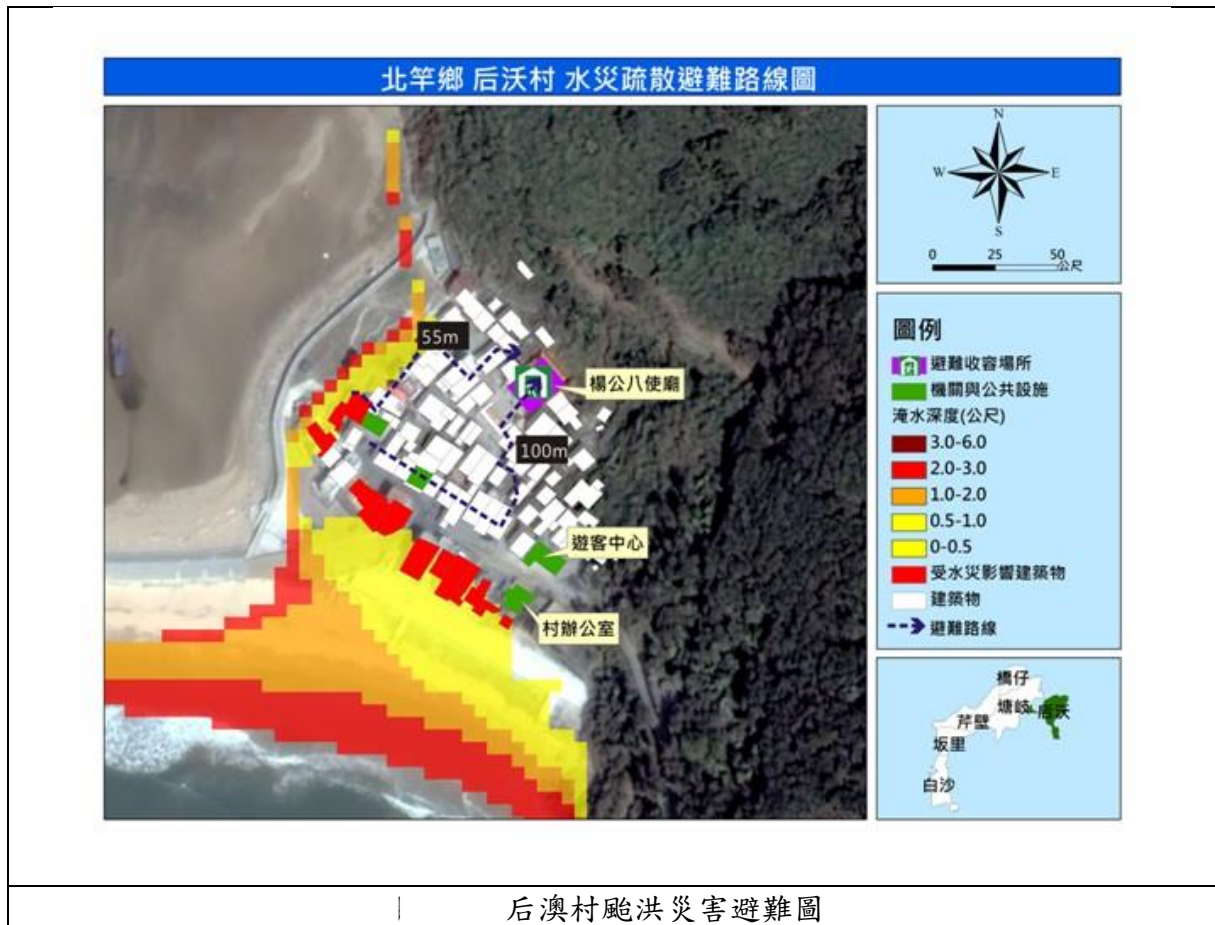 北竿鄉 后沃村 水災疏散避難路線圖
55m
楊公八使廟
100m
遊客中心
村辦公室
N
W
E
S
0 25 50
公尺
圖例
避難收容場所
機關與公共設施
淹水深度(公尺)
3.0-6.0
2.0-3.0
1.0-2.0
0.5-1.0
0-0.5
受水災影響建築物
建築物
避難路線
橋仔
塘岐
后沃
芹壁
坂里
白沙
后澳村颱洪災害避難圖